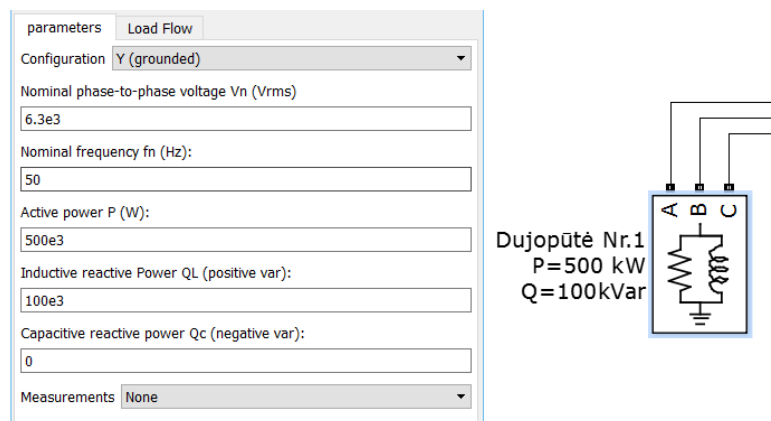 parameters Load Flow
Configuration Y (grounded)
Nominal phase-to-phase voltage Vn (Vrms)
6.3e3
Nominal frequency fn (Hz):
50
Active power P (W):
500e3
Inductive reactive Power QL (positive var):
100e3
Capacitive reactive power Qc (negative var):
0
Measurements None
A B C
Dujopūtė Nr.1
P=500 kW
Q=100kVar